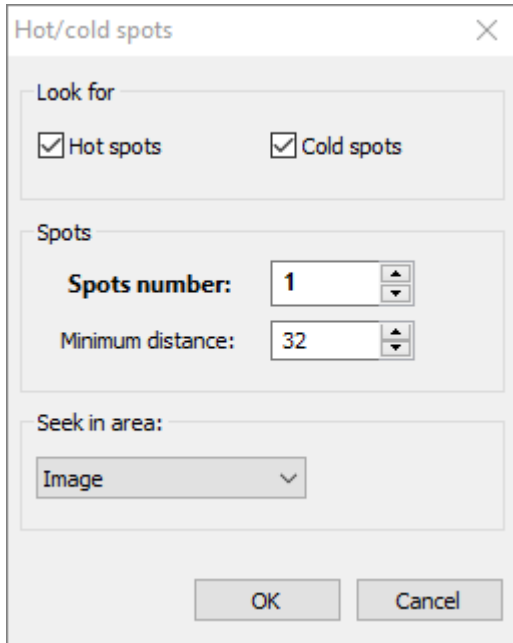 Hot/cold spots
Look for
Hot spots Cold spots
Spots
Spots number: 1
Minimum distance: 32
Seek in area:
Image
OK Cancel